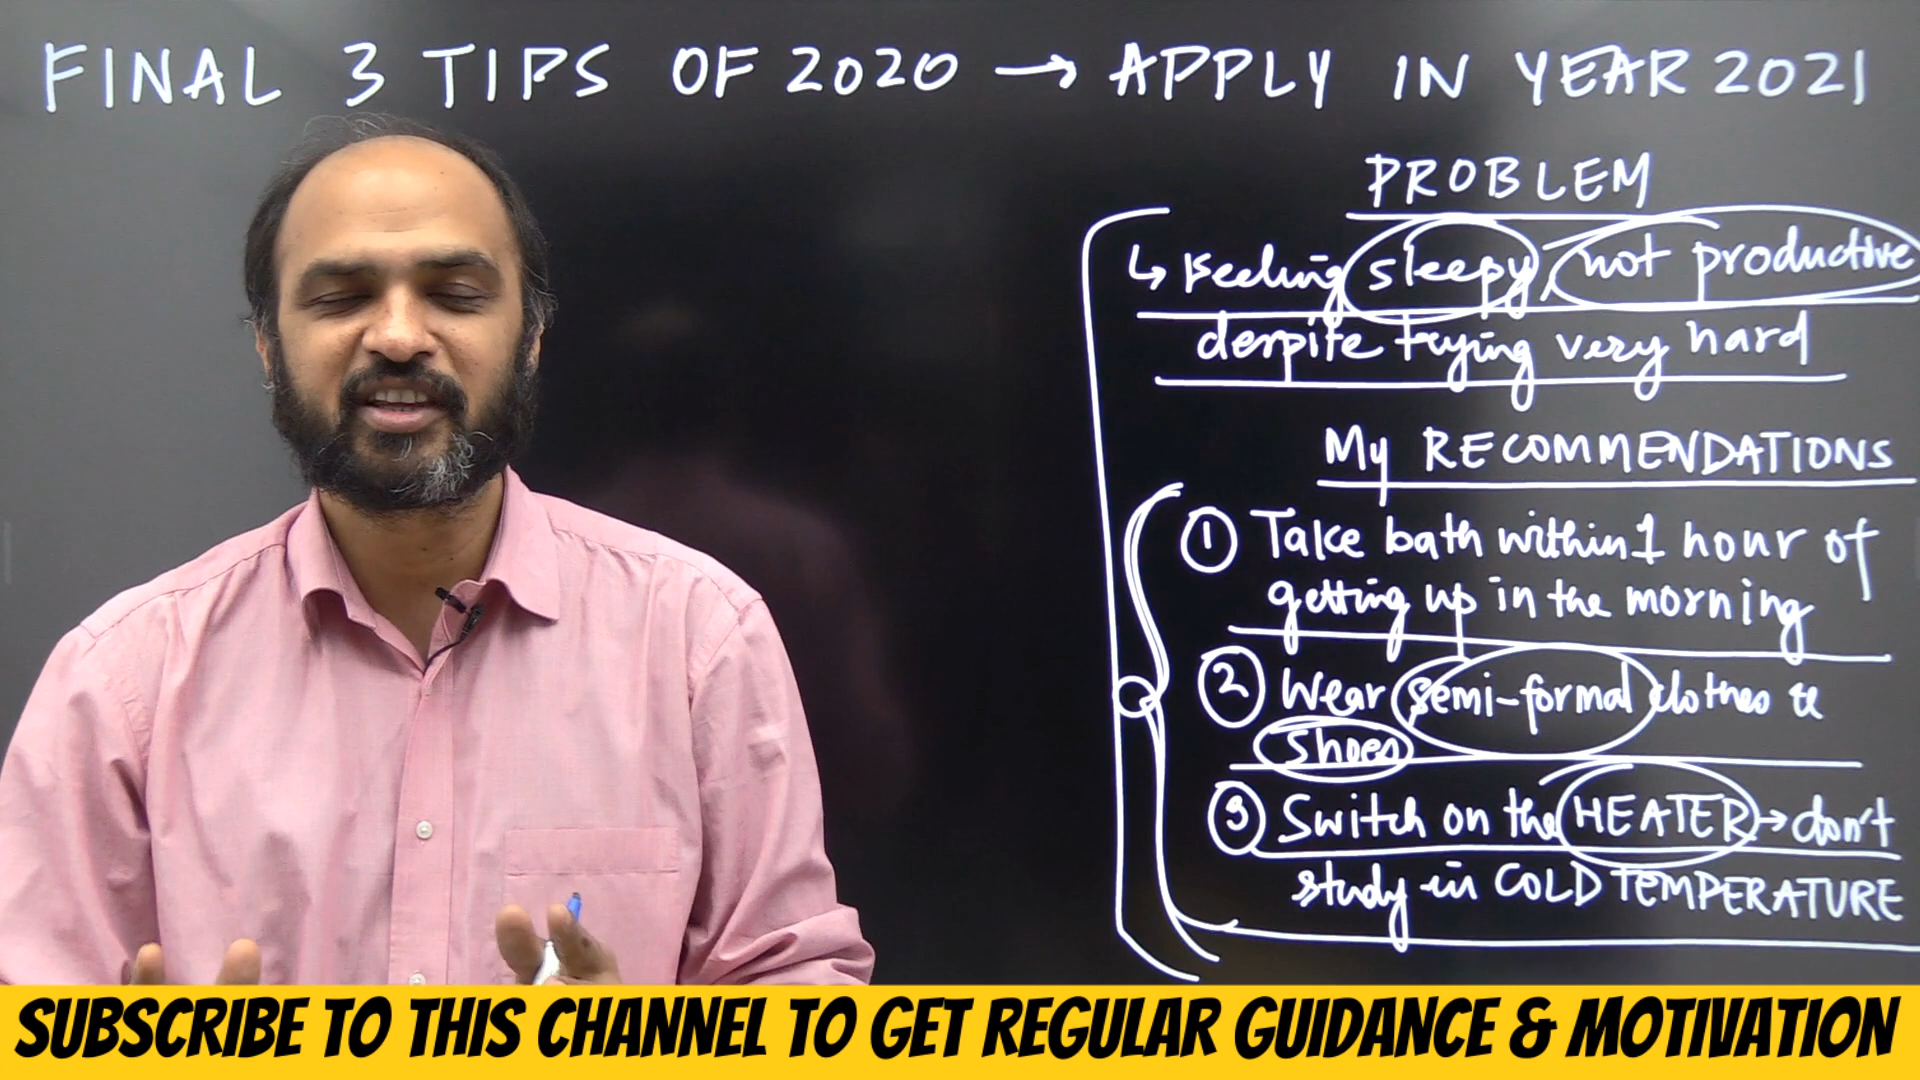 FINAL 3 TIPS OF 2020 → APPLY IN YEAR 2021
PROBLEM
↳ Feeling sleepy, not productive
despite trying very hard
My RECOMMENDATIONS
① Take bath within 1 hour of
getting up in the morning
② Wear semi-formal clothes &
shoes
③ Switch on the HEATER → don't
study in COLD TEMPERATURE
SUBSCRIBE TO THIS CHANNEL TO GET REGULAR GUIDANCE & MOTIVATION